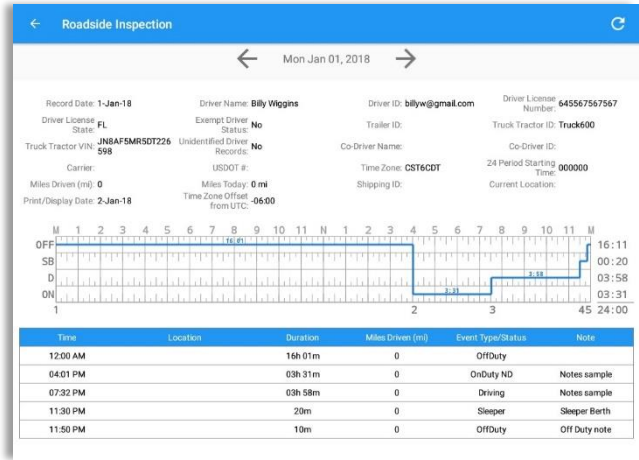 Roadside Inspection
Mon Jan 01, 2018
Record Date: 1-Jan-18 Driver Name: Billy Wiggins Driver ID: billyw@gmail.com Driver License Number: 645567567567
Driver License State: FL Exempt Driver Status: No Trailer ID: Truck Tractor ID: Truck600
Truck Tractor VIN: JN8AF5MR5DT226598 Unidentified Driver Records: No Co-Driver Name: Co-Driver ID:
Carrier: USDOT #: Time Zone: CST6CDT 24 Period Starting Time: 000000
Miles Driven (mi): 0 Miles Today: 0 mi Shipping ID: Current Location:
Print/Display Date: 2-Jan-18 Time Zone Offset from UTC: -06:00
M 1 2 3 4 5 6 7 8 9 10 11 N 1 2 3 4 5 6 7 8 9 10 11 M
OFF 16:01 16:11
SB 00:20
D 3:58 03:58
ON 3:31 03:31
1 2 3 45 24:00
Time Location Duration Miles Driven (mi) Event Type/Status Note
12:00 AM 16h 01m 0 OffDuty
04:01 PM 03h 31m 0 OnDuty ND Notes sample
07:32 PM 03h 58m 0 Driving Notes sample
11:30 PM 20m 0 Sleeper Sleeper Berth
11:50 PM 10m 0 OffDuty Off Duty note